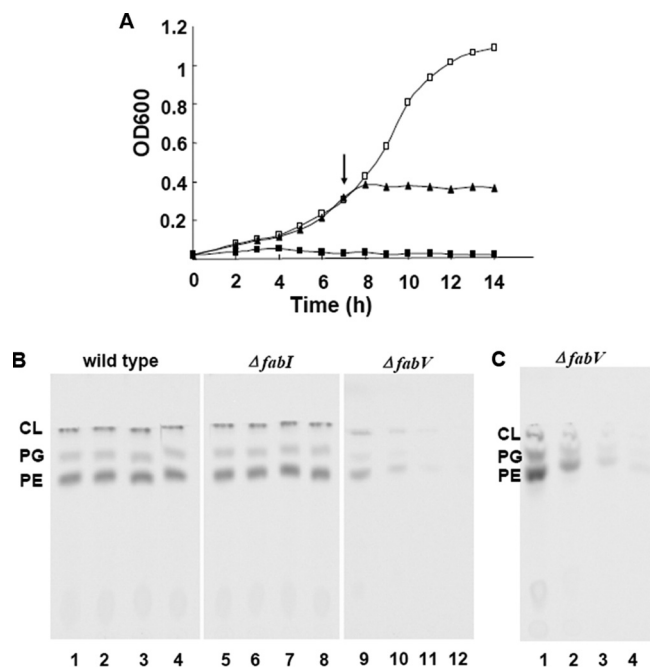 A
1.2
1
0.8
0.6
0.4
0.2
OD600
0 2 4 6 8 10 12 14
Time (h)
B
wild type ΔfabI ΔfabV
CL
PG
PE
1 2 3 4 5 6 7 8 9 10 11 12
C
ΔfabV
CL
PG
PE
1 2 3 4